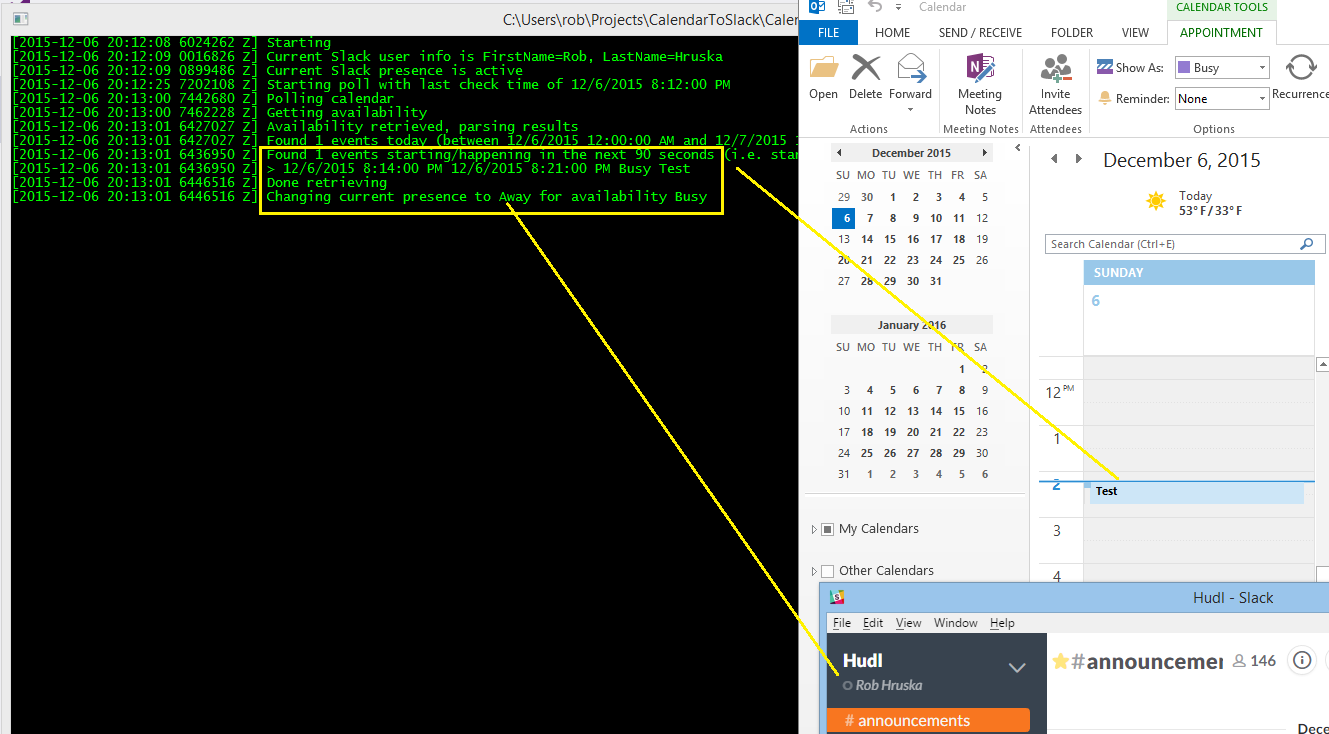 C:\Users\rob\Projects\CalendarToSlack\Calen
[2015-12-06 20:12:08 6024262 Z] Starting
[2015-12-06 20:12:09 0016826 Z] Current Slack user info is FirstName=Rob, LastName=Hruska
[2015-12-06 20:12:09 0899486 Z] Current Slack presence is active
[2015-12-06 20:12:25 7202108 Z] Starting poll with last check time of 12/6/2015 8:12:00 PM
[2015-12-06 20:13:00 7442680 Z] Polling calendar
[2015-12-06 20:13:00 7462228 Z] Getting availability
[2015-12-06 20:13:01 6427027 Z] Availability retrieved, parsing results
[2015-12-06 20:13:01 6427027 Z] Found 1 events today (between 12/6/2015 12:00:00 AM and 12/7/2015 1
[2015-12-06 20:13:01 6436950 Z] Found 1 events starting/happening in the next 90 seconds (i.e. star
[2015-12-06 20:13:01 6436950 Z] > 12/6/2015 8:14:00 PM 12/6/2015 8:21:00 PM Busy Test
[2015-12-06 20:13:01 6446516 Z] Done retrieving
[2015-12-06 20:13:01 6446516 Z] Changing current presence to Away for availability Busy
Calendar
CALENDAR TOOLS
FILE HOME SEND / RECEIVE FOLDER VIEW APPOINTMENT
Open Delete Forward
Actions
Meeting Notes
Meeting Notes
Invite Attendees
Attendees
Show As: Busy
Reminder: None
Recurrence
Options
December 2015
SU MO TU WE TH FR SA
29 30 1 2 3 4 5
6 7 8 9 10 11 12
13 14 15 16 17 18 19
20 21 22 23 24 25 26
27 28 29 30 31
January 2016
SU MO TU WE TH FR SA
1 2
3 4 5 6 7 8 9
10 11 12 13 14 15 16
17 18 19 20 21 22 23
24 25 26 27 28 29 30
31 1 2 3 4 5 6
My Calendars
Other Calendars
December 6, 2015
Today
53°F/33°F
Search Calendar (Ctrl+E)
SUNDAY
6
12 PM
1
2
Test
3
4
Hudl - Slack
File Edit View Window Help
Hudl
Rob Hruska
# announcements
#announcemer 146
Dece